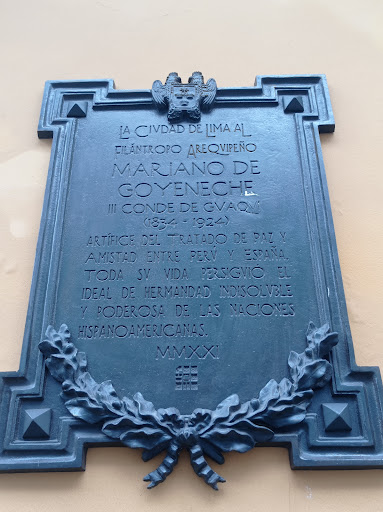 LA CIVDAD DE LIMA AL
FILÁNTROPO AREQVIPEÑO
MARIANO DE
GOYENECHE
III CONDE DE GVAQVI
(1834 - 1924)
ARTÍFICE DEL TRATADO DE PAZ Y
AMISTAD ENTRE PERV Y ESPAÑA.
TODA SV VIDA PERSIGVIÓ EL
IDEAL DE HERMANDAD INDISOLVBLE
Y PODEROSA DE LAS NACIONES
HISPANOAMERICANAS.
MMXXI